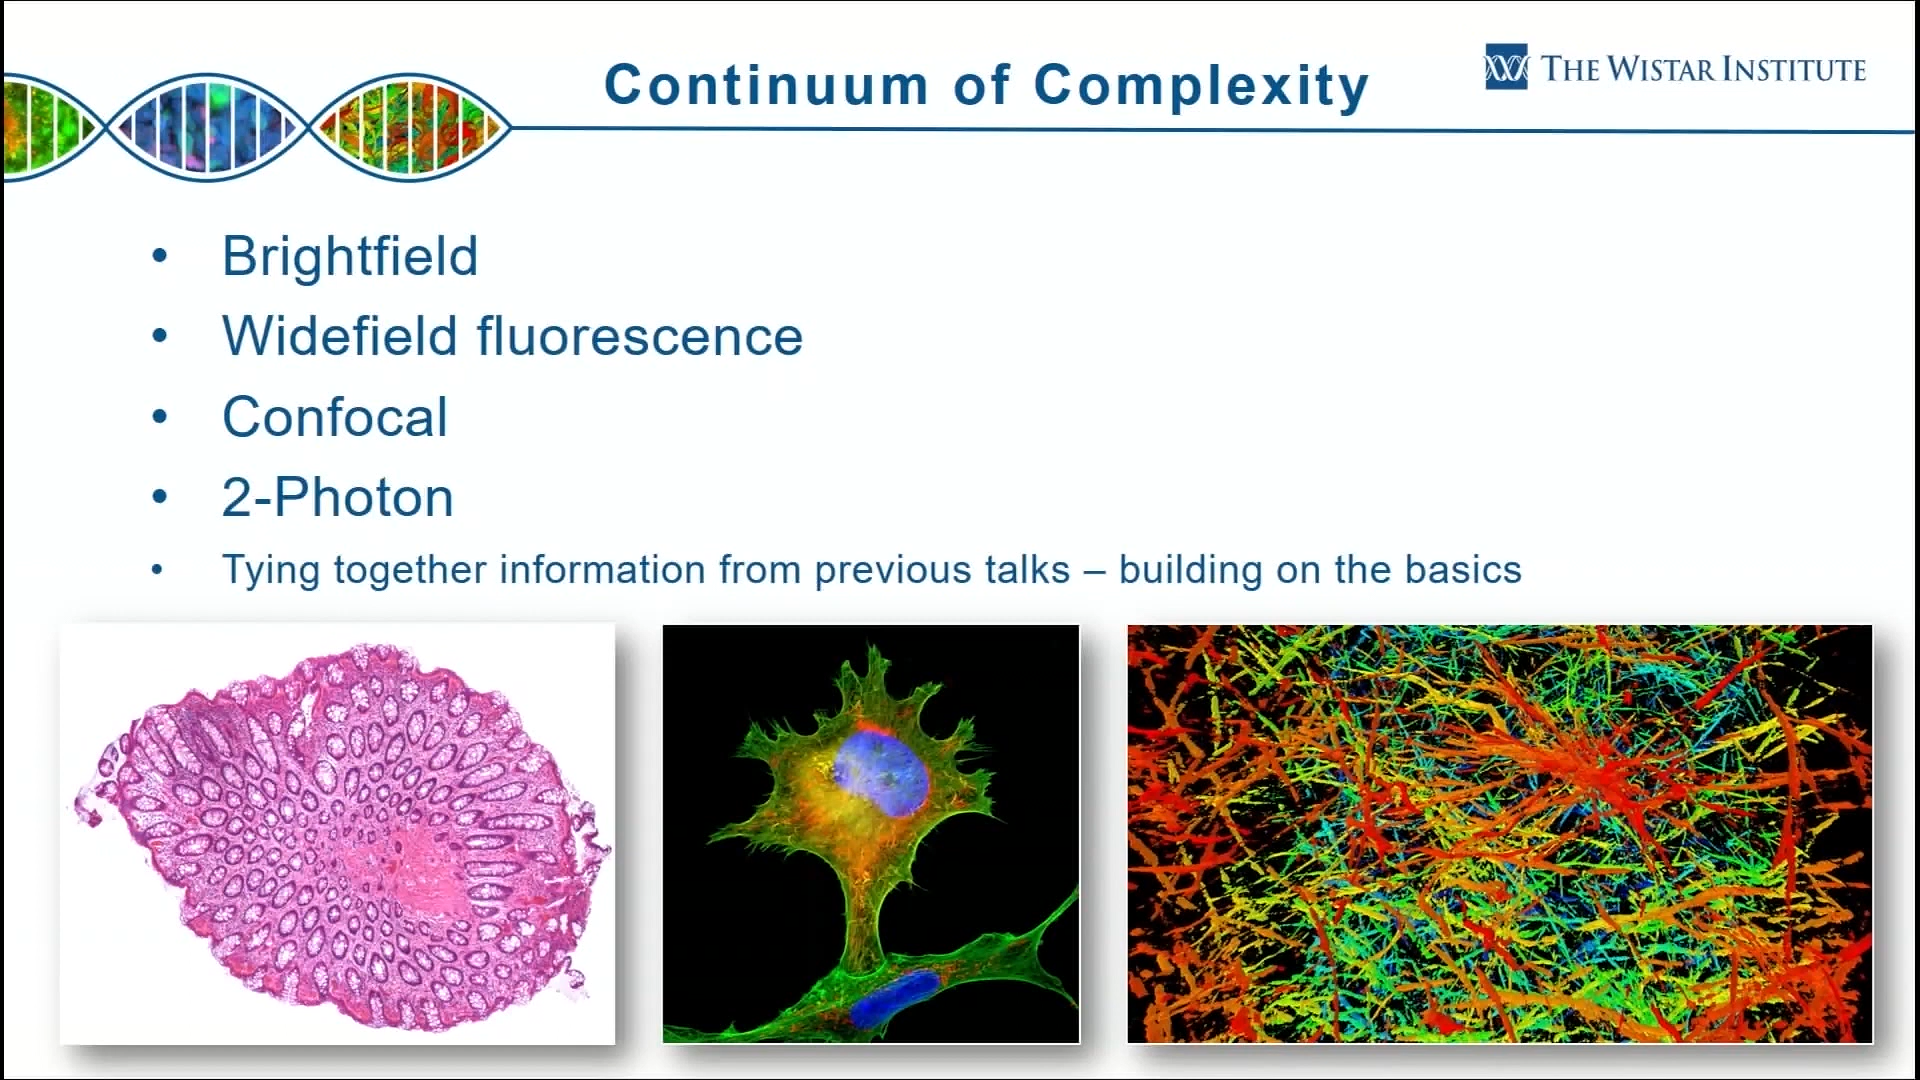 Continuum of Complexity
THE WISTAR INSTITUTE
• Brightfield
• Widefield fluorescence
• Confocal
• 2-Photon
• Tying together information from previous talks – building on the basics